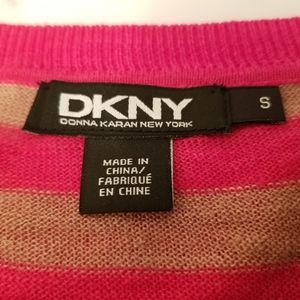 DKNY
DONNA KARAN NEW YORK
S
MADE IN
CHINA/
FABRIQUÉ
EN CHINE